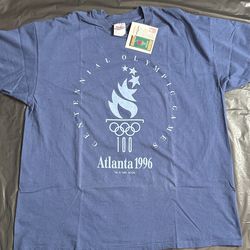 CENTENNIAL OLYMPIC GAMES
100
Atlanta 1996